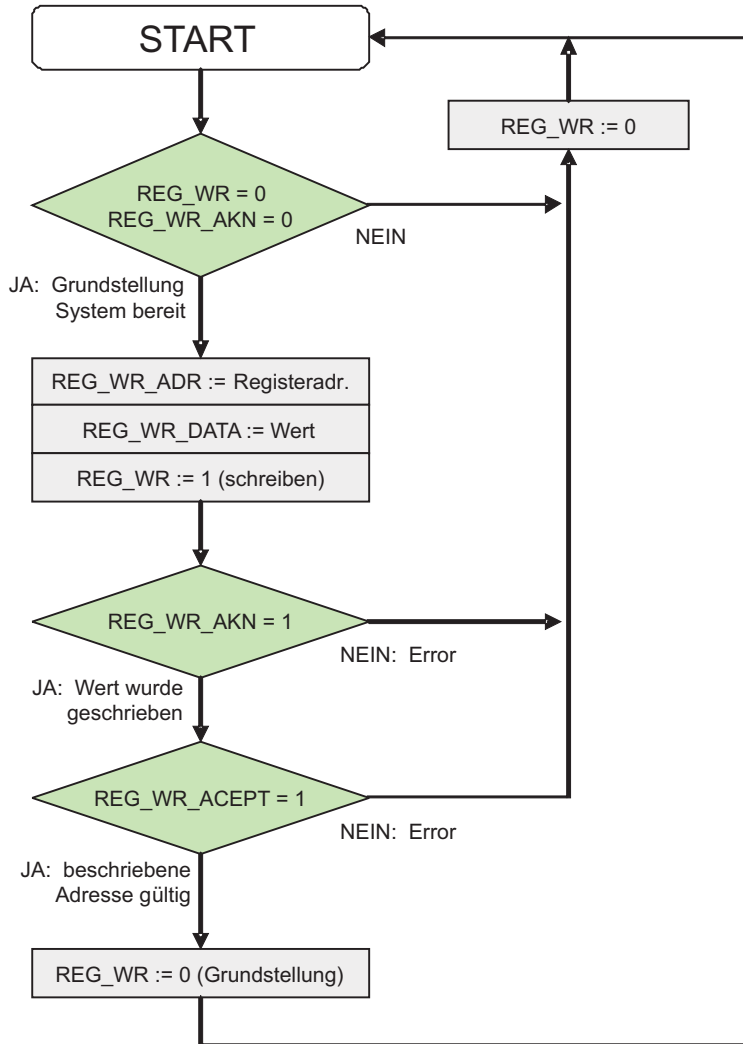 START
REG_WR := 0
REG_WR = 0
REG_WR_AKN = 0
NEIN
JA: Grundstellung
System bereit
REG_WR_ADR := Registeradr.
REG_WR_DATA := Wert
REG_WR := 1 (schreiben)
REG_WR_AKN = 1
NEIN: Error
JA: Wert wurde
geschrieben
REG_WR_ACEPT = 1
NEIN: Error
JA: beschriebene
Adresse gültig
REG_WR := 0 (Grundstellung)